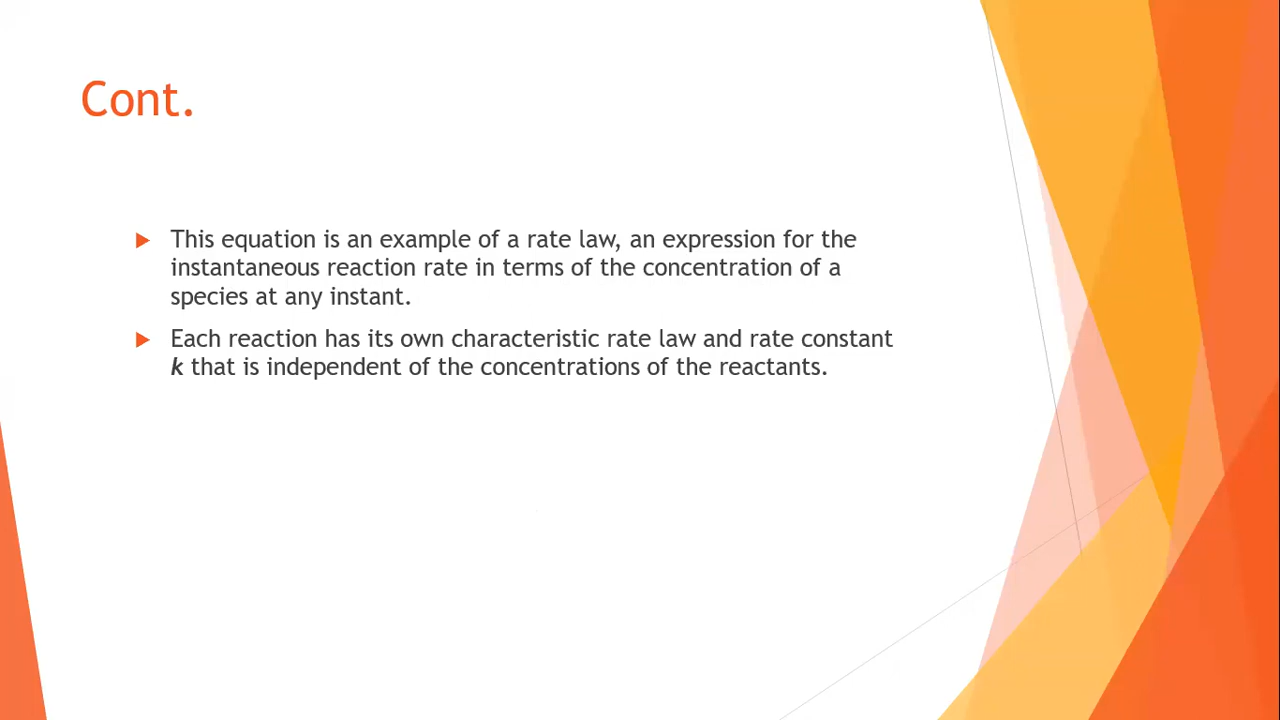 Cont.
This equation is an example of a rate law, an expression for the
instantaneous reaction rate in terms of the concentration of a
species at any instant.
Each reaction has its own characteristic rate law and rate constant
k that is independent of the concentrations of the reactants.